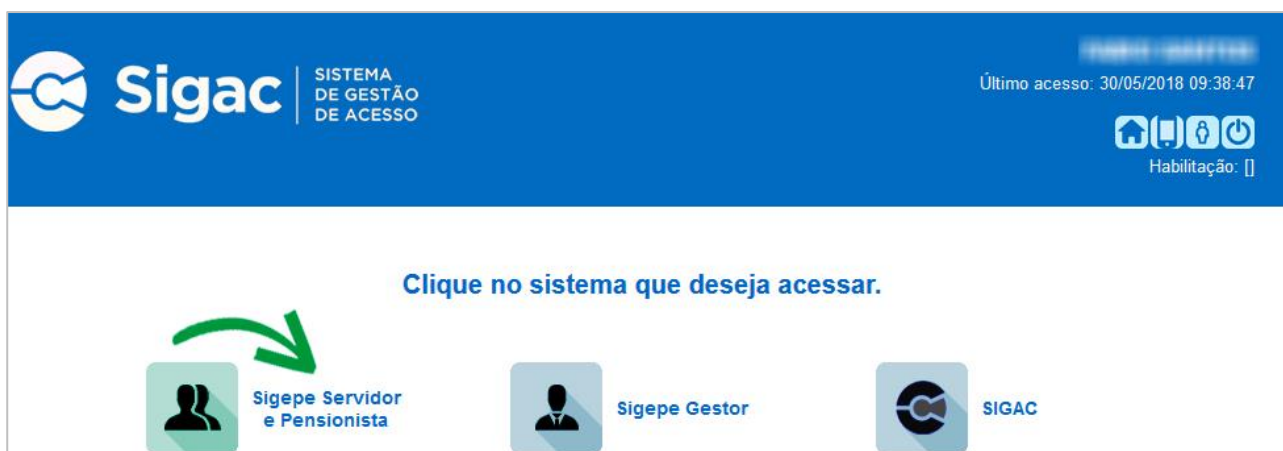 Sigac
SISTEMA
DE GESTÃO
DE ACESSO
Último acesso: 30/05/2018 09:38:47
Habilitação: []
Clique no sistema que deseja acessar.
Sigepe Servidor
e Pensionista
Sigepe Gestor
SIGAC